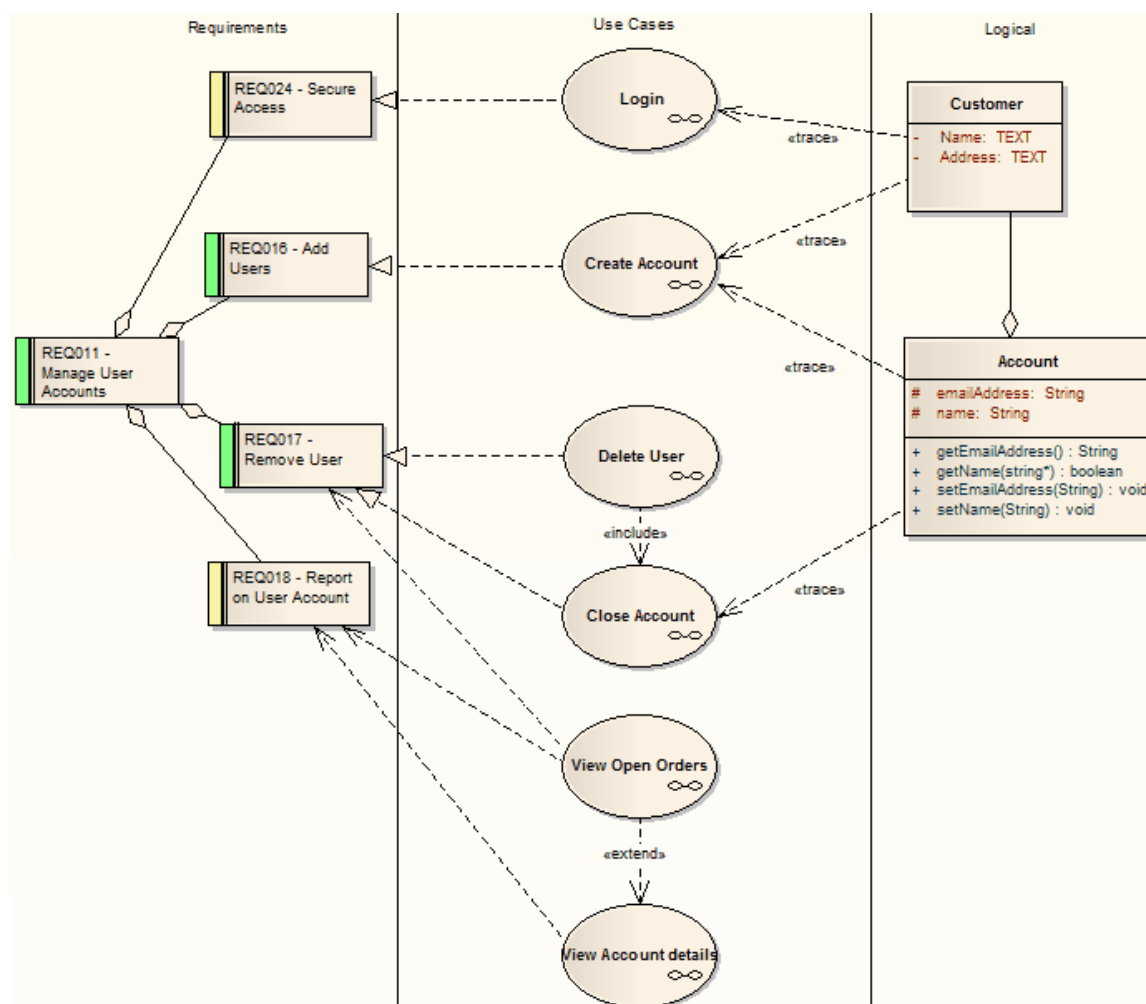 Requirements
Use Cases
Logical
REQ024 - Secure
Access
Login
Customer
- Name: TEXT
- Address: TEXT
«trace»
REQ016 - Add
Users
Create Account
«trace»
REQ011 -
Manage User
Accounts
«trace»
Account
# emailAddress: String
# name: String
+ getEmailAddress() : String
+ getName(string*) : boolean
+ setEmailAddress(String) : void
+ setName(String) : void
REQ017 -
Remove User
Delete User
«include»
REQ018 - Report
on User Account
Close Account
«trace»
View Open Orders
«extend»
View Account details